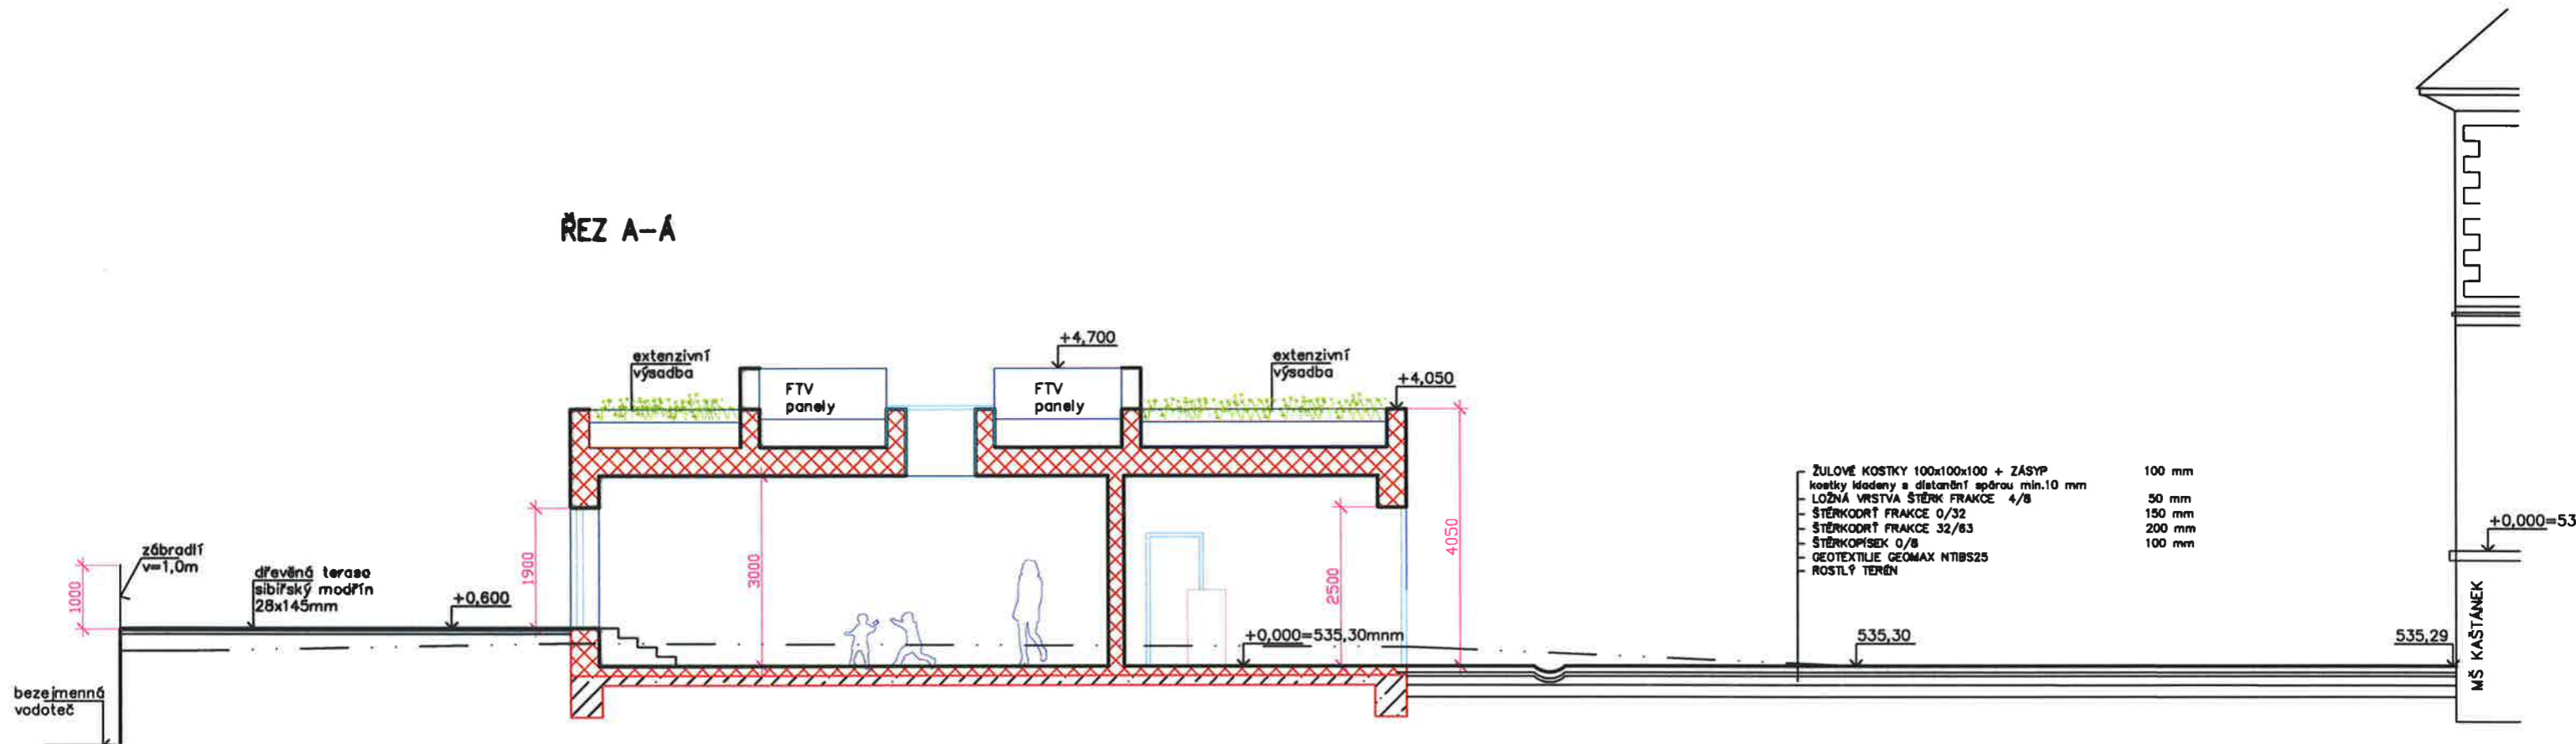 ŘEZ A-Á
+4,700
extenzivní
výsadba
FTV
panely
FTV
panely
extenzivní
výsadba
+4,050
zábradlí
v=1,0m
1000
dřevěná terasa
sibiřský modřín
28x145mm
+0,600
1900
3000
2500
4050
+0,000=535,30mnm
bezejmenná
vodoteč
ŽULOVÉ KOSTKY 100x100x100 + ZÁSYP 100 mm
kostky kladeny s distanční spárou min.10 mm
LOŽNÁ VRSTVA ŠTĚRK FRAKCE 4/8 50 mm
ŠTĚRKODRŤ FRAKCE 0/32 150 mm
ŠTĚRKODRŤ FRAKCE 32/63 200 mm
ŠTĚRKOPÍSEK 0/8 100 mm
GEOTEXTILIE GEOMAX NTIBS25
ROSTLÝ TERÉN
535,30
535,29
+0,000=53
MŠ KAŠTÁNEK